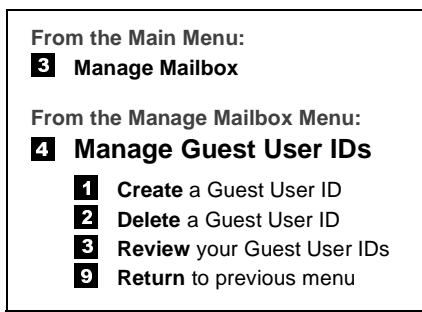 From the Main Menu:
3 Manage Mailbox
From the Manage Mailbox Menu:
4 Manage Guest User IDs
1 Create a Guest User ID
2 Delete a Guest User ID
3 Review your Guest User IDs
9 Return to previous menu